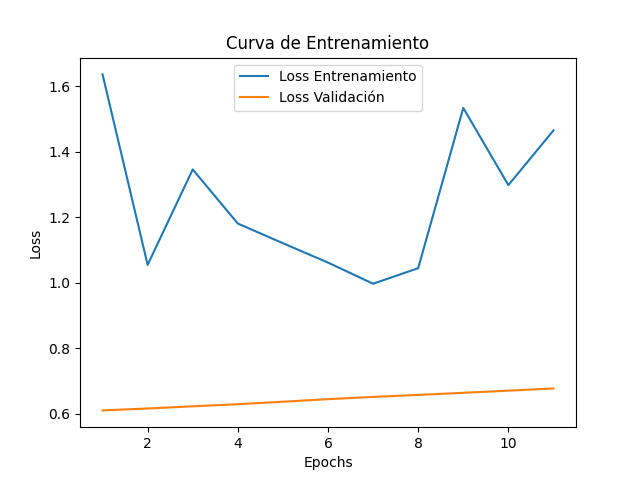 Curva de Entrenamiento
Loss Entrenamiento
Loss Validación
1.6
1.4
1.2
1.0
0.8
0.6
Loss
2
4
6
8
10
Epochs